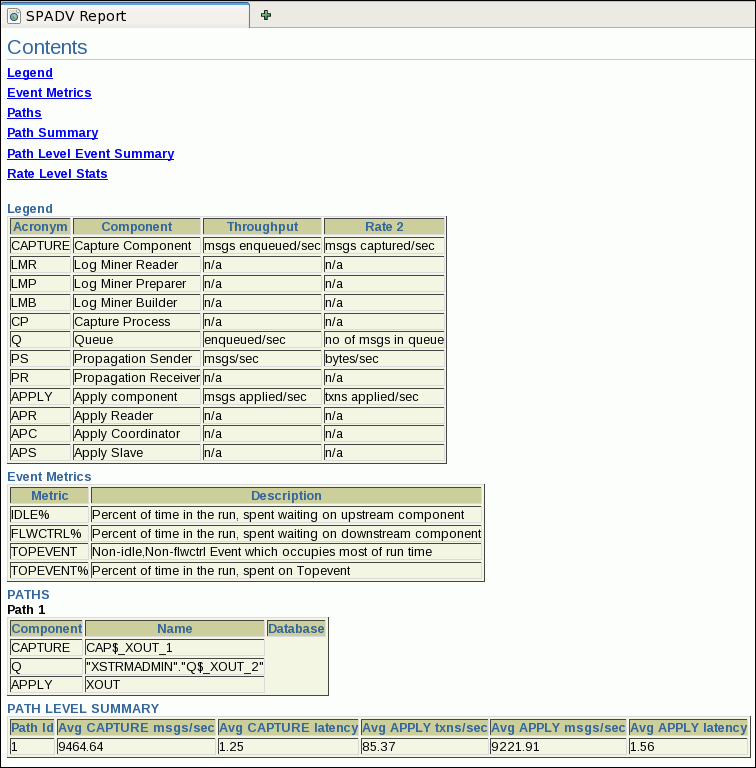 SPADV Report
Contents
Legend
Event Metrics
Paths
Path Summary
Path Level Event Summary
Rate Level Stats
Legend
Acronym Component Throughput Rate 2
CAPTURE Capture Component msgs enqueued/sec msgs captured/sec
LMR Log Miner Reader n/a n/a
LMP Log Miner Preparer n/a n/a
LMB Log Miner Builder n/a n/a
CP Capture Process n/a n/a
Q Queue enqueued/sec no of msgs in queue
PS Propagation Sender msgs/sec bytes/sec
PR Propagation Receiver n/a n/a
APPLY Apply component msgs applied/sec txns applied/sec
APR Apply Reader n/a n/a
APC Apply Coordinator n/a n/a
APS Apply Slave n/a n/a
Event Metrics
Metric Description
IDLE% Percent of time in the run, spent waiting on upstream component
FLWCTRL% Percent of time in the run, spent waiting on downstream component
TOPEVENT Non-idle,Non-flwctrl Event which occupies most of run time
TOPEVENT% Percent of time in the run, spent on Topevent
PATHS
Path 1
Component Name Database
CAPTURE CAP$_XOUT_1
Q "XSTRMADMIN"."Q$_XOUT_2"
APPLY XOUT
PATH LEVEL SUMMARY
Path Id Avg CAPTURE msgs/sec Avg CAPTURE latency Avg APPLY txns/sec Avg APPLY msgs/sec Avg APPLY latency
1 9464.64 1.25 85.37 9221.91 1.56